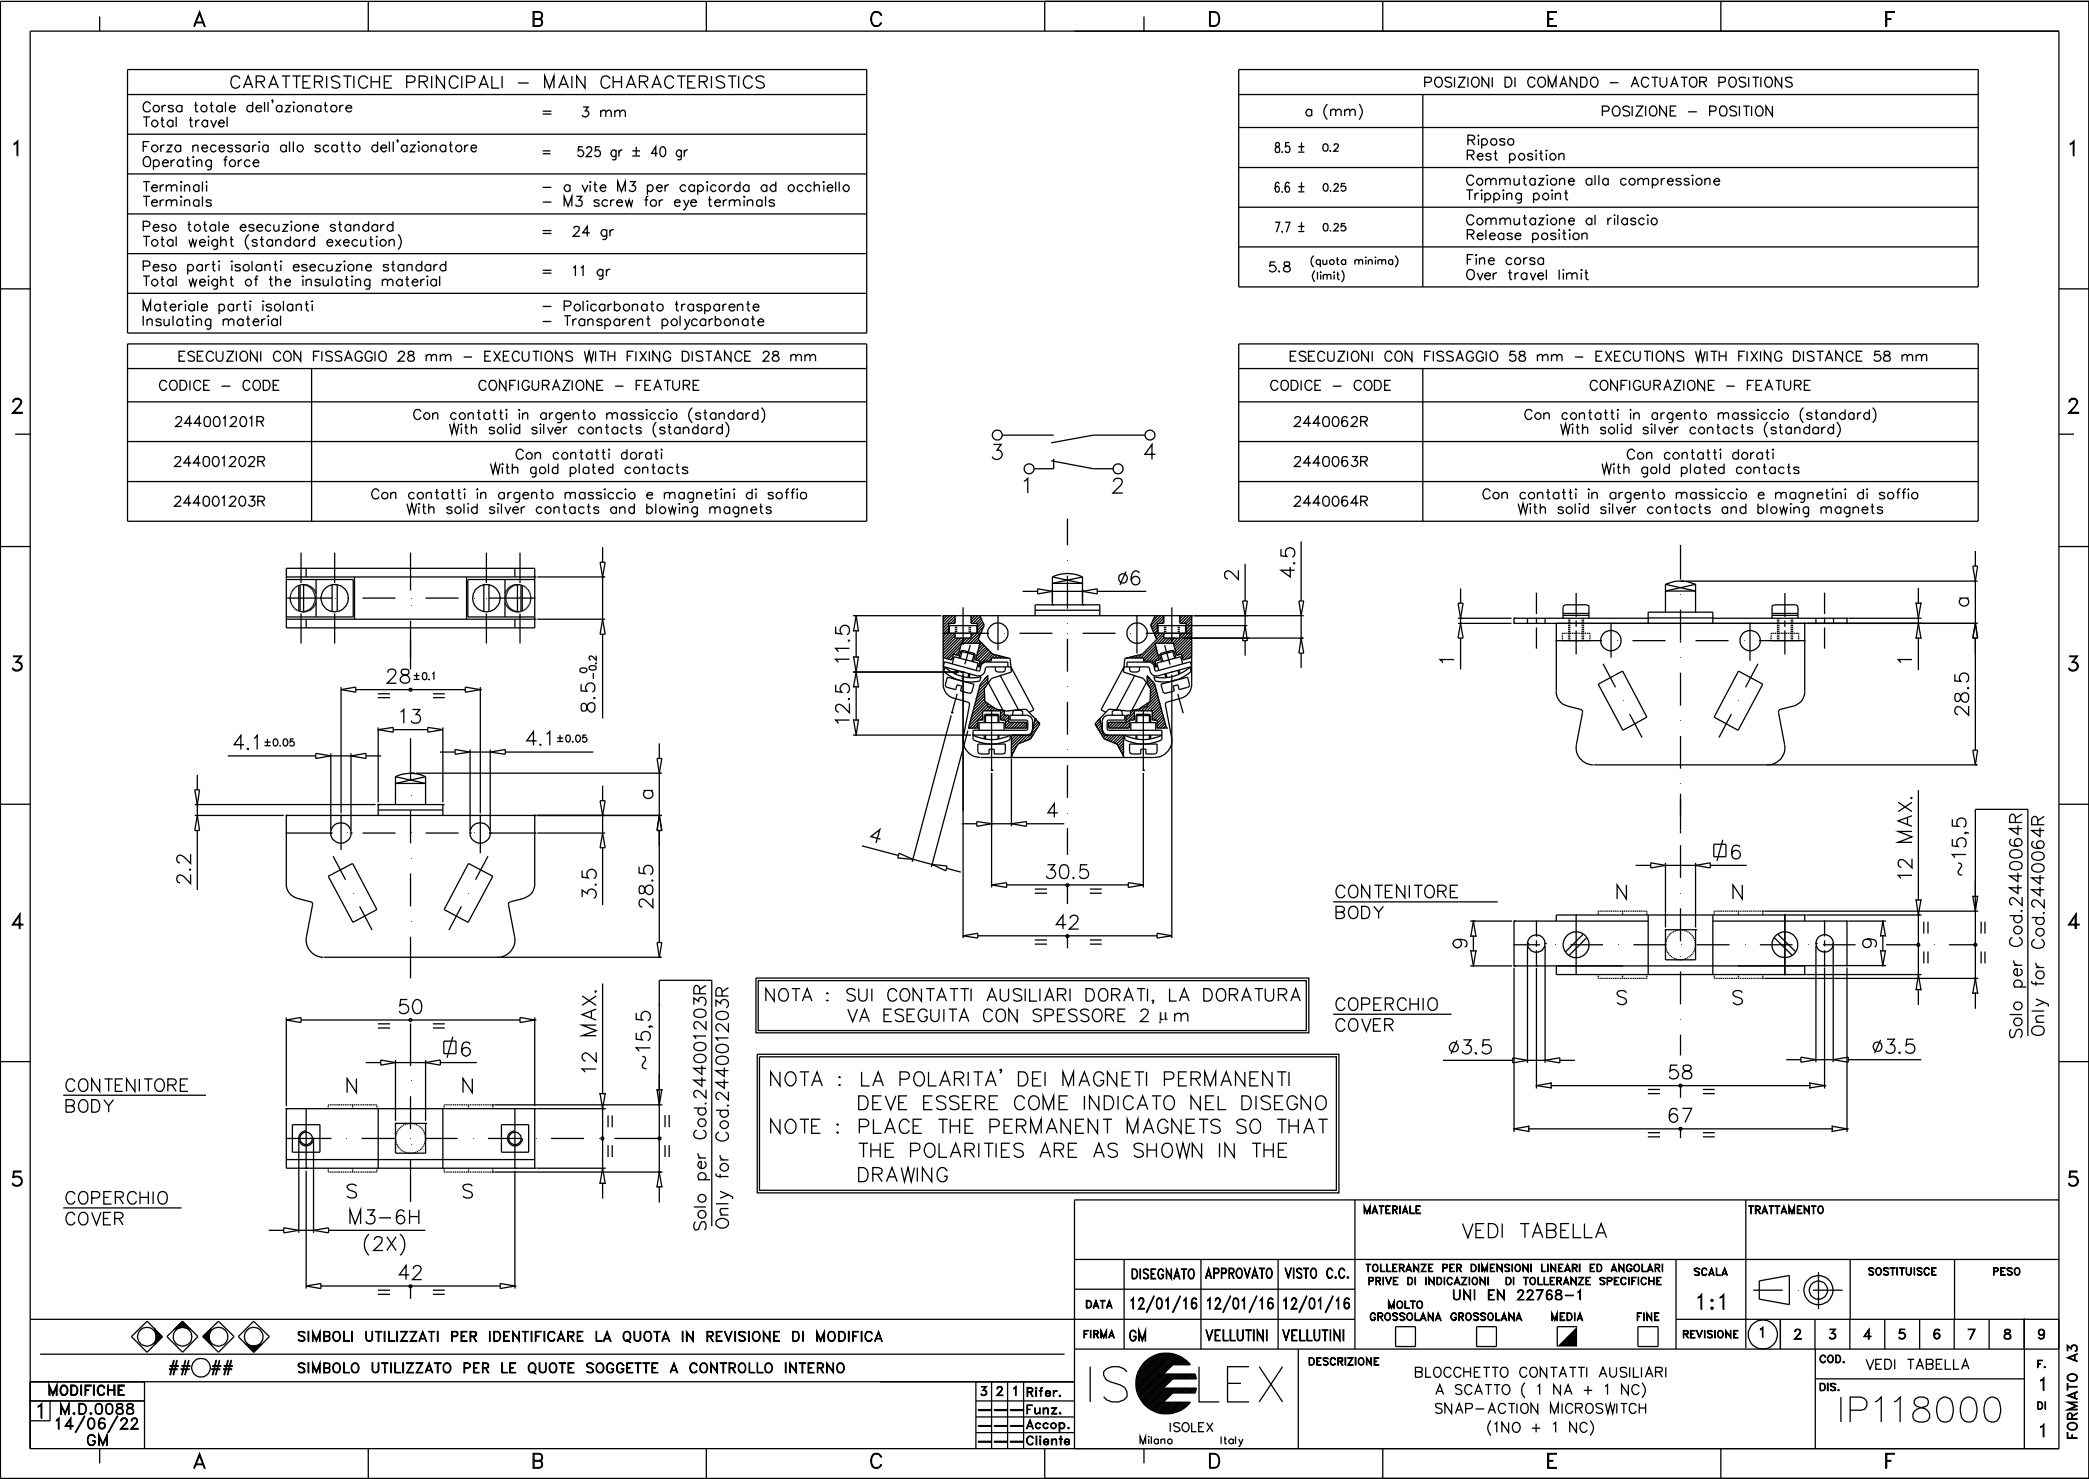 A B C D E F
1
2
3
4
5
CARATTERISTICHE PRINCIPALI – MAIN CHARACTERISTICS
Corsa totale dell'azionatore
Total travel
= 3 mm
Forza necessaria allo scatto dell'azionatore
Operating force
= 525 gr ± 40 gr
Terminali
Terminals
– a vite M3 per capicorda ad occhiello
– M3 screw for eye terminals
Peso totale esecuzione standard
Total weight (standard execution)
= 24 gr
Peso parti isolanti esecuzione standard
Total weight of the insulating material
= 11 gr
Materiale parti isolanti
Insulating material
– Policarbonato trasparente
– Transparent polycarbonate
POSIZIONI DI COMANDO – ACTUATOR POSITIONS
a (mm) POSIZIONE – POSITION
8.5 ± 0.2
Riposo
Rest position
6.6 ± 0.25
Commutazione alla compressione
Tripping point
7.7 ± 0.25
Commutazione al rilascio
Release position
5.8 (quota minima)
(limit)
Fine corsa
Over travel limit
ESECUZIONI CON FISSAGGIO 28 mm – EXECUTIONS WITH FIXING DISTANCE 28 mm
CODICE – CODE CONFIGURAZIONE – FEATURE
244001201R
Con contatti in argento massiccio (standard)
With solid silver contacts (standard)
244001202R
Con contatti dorati
With gold plated contacts
244001203R
Con contatti in argento massiccio e magnetini di soffio
With solid silver contacts and blowing magnets
ESECUZIONI CON FISSAGGIO 58 mm – EXECUTIONS WITH FIXING DISTANCE 58 mm
CODICE – CODE CONFIGURAZIONE – FEATURE
2440062R
Con contatti in argento massiccio (standard)
With solid silver contacts (standard)
2440063R
Con contatti dorati
With gold plated contacts
2440064R
Con contatti in argento massiccio e magnetini di soffio
With solid silver contacts and blowing magnets
3 4
1 2
28±0.1
8.5 0 -0.2
13
4.1±0.05
4.1±0.05
a
2.2
3.5
28.5
50
□6
12 MAX.
~15,5
Solo per Cod.244001203R
Only for Cod.244001203R
CONTENITORE
BODY
N N
S S
COPERCHIO
COVER
M3–6H
(2X)
42
ø6
2
4.5
11.5
12.5
4
4
30.5
42
1
1
a
28.5
□6
12 MAX.
~15,5
Solo per Cod.2440064R
Only for Cod.2440064R
CONTENITORE
BODY
N N
9
9
S S
COPERCHIO
COVER
ø3.5
ø3.5
58
67
NOTA : SUI CONTATTI AUSILIARI DORATI, LA DORATURA
VA ESEGUITA CON SPESSORE 2 µm
NOTA : LA POLARITA' DEI MAGNETI PERMANENTI
DEVE ESSERE COME INDICATO NEL DISEGNO
NOTE : PLACE THE PERMANENT MAGNETS SO THAT
THE POLARITIES ARE AS SHOWN IN THE
DRAWING
SIMBOLI UTILIZZATI PER IDENTIFICARE LA QUOTA IN REVISIONE DI MODIFICA
##○## SIMBOLO UTILIZZATO PER LE QUOTE SOGGETTE A CONTROLLO INTERNO
MODIFICHE
1 M.D.0088
14/06/22
GM
3 2 1 Rifer.
Funz.
Accop.
Cliente
MATERIALE
VEDI TABELLA
TRATTAMENTO
DISEGNATO APPROVATO VISTO C.C.
DATA 12/01/16 12/01/16 12/01/16
FIRMA GM VELLUTINI VELLUTINI
TOLLERANZE PER DIMENSIONI LINEARI ED ANGOLARI
PRIVE DI INDICAZIONI DI TOLLERANZE SPECIFICHE
UNI EN 22768–1
MOLTO
GROSSOLANA GROSSOLANA MEDIA FINE
SCALA
1:1
SOSTITUISCE
PESO
REVISIONE 1 2 3 4 5 6 7 8 9
ISOLEX
ISOLEX
Milano Italy
DESCRIZIONE
BLOCCHETTO CONTATTI AUSILIARI
A SCATTO ( 1 NA + 1 NC)
SNAP–ACTION MICROSWITCH
(1NO + 1 NC)
COD. VEDI TABELLA
DIS.
IP118000
F.
1
DI
1
FORMATO A3
1
2
3
4
5
A B C D E F